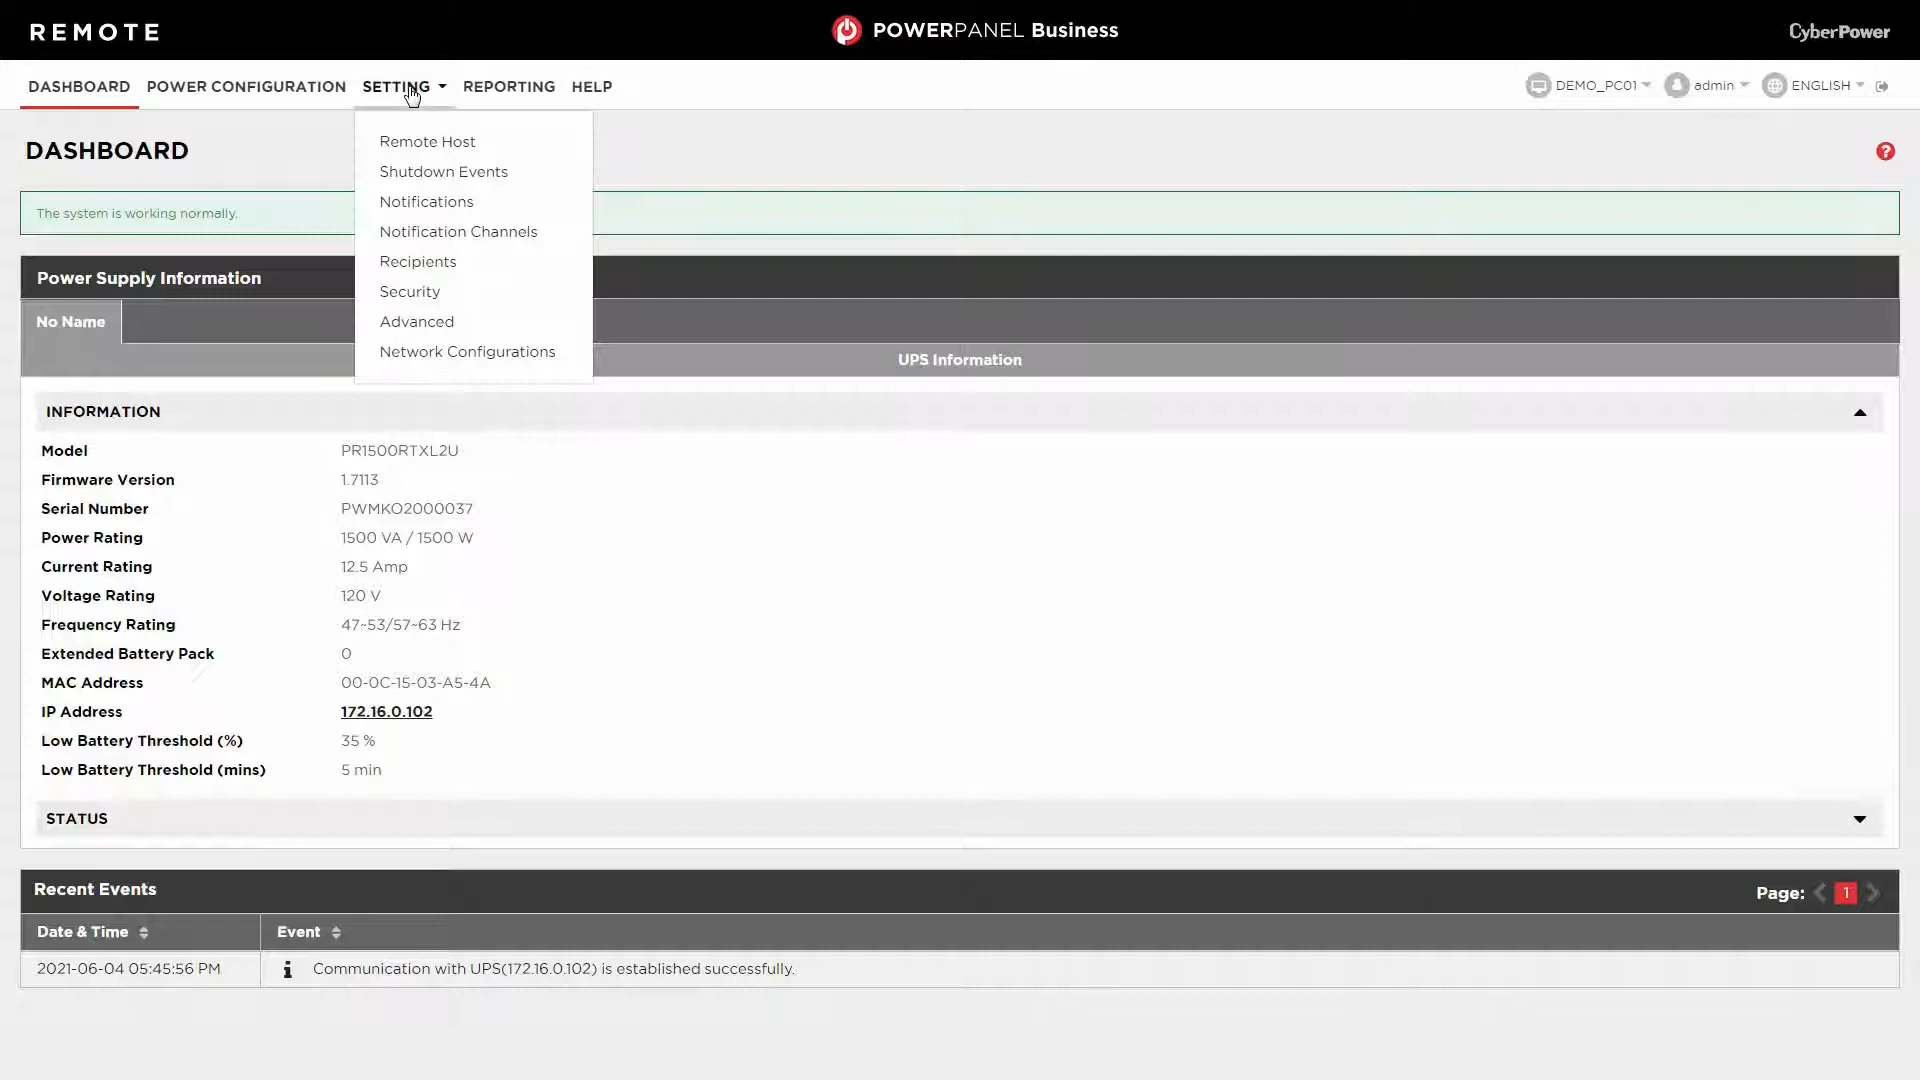 REMOTE
POWERPANEL Business
CyberPower
DASHBOARD POWER CONFIGURATION SETTING REPORTING HELP
DEMO_PC01 admin ENGLISH
DASHBOARD
Remote Host
Shutdown Events
Notifications
Notification Channels
Recipients
Security
Advanced
Network Configurations
?
The system is working normally.
Power Supply Information
No Name
UPS Information
INFORMATION
Model PR1500RTXL2U
Firmware Version 1.7113
Serial Number PWMKO2000037
Power Rating 1500 VA / 1500 W
Current Rating 12.5 Amp
Voltage Rating 120 V
Frequency Rating 47~53/57~63 Hz
Extended Battery Pack 0
MAC Address 00-0C-15-03-A5-4A
IP Address 172.16.0.102
Low Battery Threshold (%) 35 %
Low Battery Threshold (mins) 5 min
STATUS
Recent Events Page: 1
Date & Time Event
2021-06-04 05:45:56 PM i Communication with UPS(172.16.0.102) is established successfully.